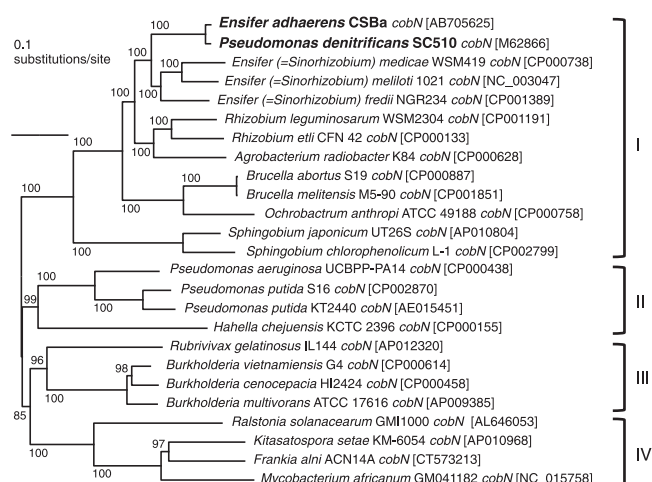 100
Ensifer adhaerens CSBa cobN [AB705625]
0.1
substitutions/site
Pseudomonas denitrificans SC510 cobN [M62866]
100
Ensifer (=Sinorhizobium) medicae WSM419 cobN [CP000738]
100
Ensifer (=Sinorhizobium) meliloti 1021 cobN [NC_003047]
100
100
Ensifer (=Sinorhizobium) fredii NGR234 cobN [CP001389]
100
Rhizobium leguminosarum WSM2304 cobN [CP001191]
100
Rhizobium etli CFN 42 cobN [CP000133]
100
100
Agrobacterium radiobacter K84 cobN [CP000628]
I
100
Brucella abortus S19 cobN [CP000887]
100
Brucella melitensis M5-90 cobN [CP001851]
100
Ochrobactrum anthropi ATCC 49188 cobN [CP000758]
Sphingobium japonicum UT26S cobN [AP010804]
100
Sphingobium chlorophenolicum L-1 cobN [CP002799]
Pseudomonas aeruginosa UCBPP-PA14 cobN [CP000438]
100
Pseudomonas putida S16 cobN [CP002870]
99
100
Pseudomonas putida KT2440 cobN [AE015451]
II
Hahella chejuensis KCTC 2396 cobN [CP000155]
Rubrivivax gelatinosus IL144 cobN [AP012320]
96
98
Burkholderia vietnamiensis G4 cobN [CP000614]
III
Burkholderia cenocepacia HI2424 cobN [CP000458]
100
Burkholderia multivorans ATCC 17616 cobN [AP009385]
85
Ralstonia solanacearum GMI1000 cobN [AL646053]
97
Kitasatospora setae KM-6054 cobN [AP010968]
100
IV
Frankia alni ACN14A cobN [CT573213]
100
Mycobacterium africanum GM041182 cobN [NC_015758]